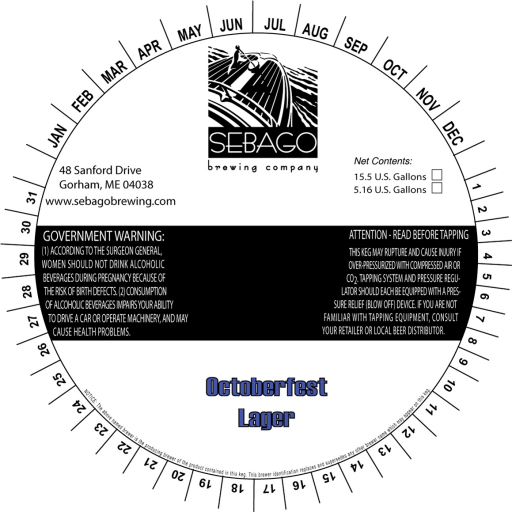 JAN
FEB
MAR
APR
MAY
JUN
JUL
AUG
SEP
OCT
NOV
DEC
1
2
3
4
5
6
7
8
9
10
11
12
13
14
15
16
17
18
19
20
21
22
23
24
25
26
27
28
29
30
31
SEBAGO
brewing company
48 Sanford Drive
Gorham, ME 04038
www.sebagobrewing.com
Net Contents:
15.5 U.S. Gallons
5.16 U.S. Gallons
GOVERNMENT WARNING:
(1) ACCORDING TO THE SURGEON GENERAL,
WOMEN SHOULD NOT DRINK ALCOHOLIC
BEVERAGES DURING PREGNANCY BECAUSE OF
THE RISK OF BIRTH DEFECTS. (2) CONSUMPTION
OF ALCOHOLIC BEVERAGES IMPAIRS YOUR ABILITY
TO DRIVE A CAR OR OPERATE MACHINERY, AND MAY
CAUSE HEALTH PROBLEMS.
ATTENTION - READ BEFORE TAPPING
THIS KEG MAY RUPTURE AND CAUSE INJURY IF
OVER-PRESSURIZED WITH COMPRESSED AIR OR
CO2. TAPPING SYSTEM AND PRESSURE REGU-
LATOR SHOULD EACH BE EQUIPPED WITH A PRES-
SURE RELIEF (BLOW OFF) DEVICE. IF YOU ARE NOT
FAMILIAR WITH TAPPING EQUIPMENT, CONSULT
YOUR RETAILER OR LOCAL BEER DISTRIBUTOR.
Octoberfest
Lager
NOTICE: The above named brewer is the producing brewer of the product contained in this keg. This brewer identification replaces and supersedes any other brewer name which may appear on this keg.